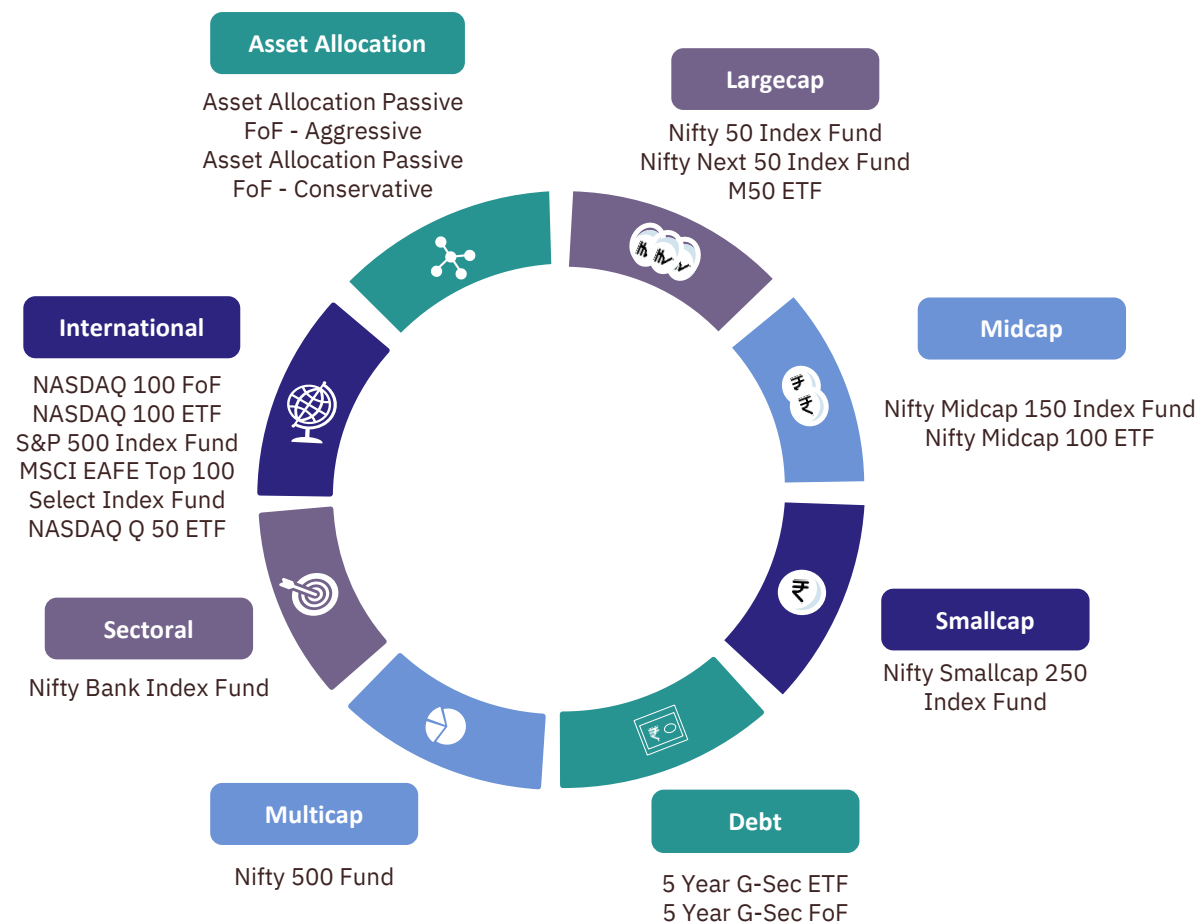 Asset Allocation
Asset Allocation Passive
FoF - Aggressive
Asset Allocation Passive
FoF - Conservative
Largecap
Nifty 50 Index Fund
Nifty Next 50 Index Fund
M50 ETF
Midcap
Nifty Midcap 150 Index Fund
Nifty Midcap 100 ETF
Smallcap
Nifty Smallcap 250
Index Fund
Debt
5 Year G-Sec ETF
5 Year G-Sec FoF
Multicap
Nifty 500 Fund
Sectoral
Nifty Bank Index Fund
International
NASDAQ 100 FoF
NASDAQ 100 ETF
S&P 500 Index Fund
MSCI EAFE Top 100
Select Index Fund
NASDAQ Q 50 ETF